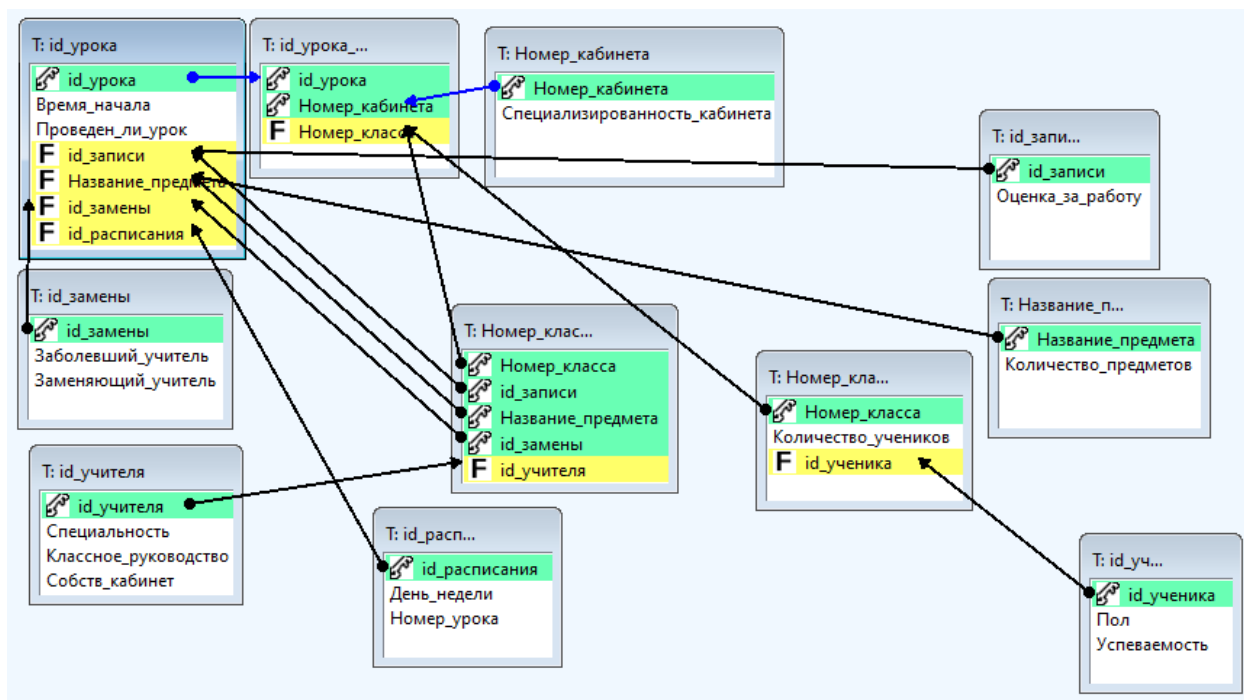 T: id_урока
id_урока
Время_начала
Проведен_ли_урок
F id_записи
F Название_предмета
F id_замены
F id_расписания
T: id_урока_...
id_урока
Номер_кабинета
F Номер_класса
T: Номер_кабинета
Номер_кабинета
Специализированность_кабинета
T: id_запи...
id_записи
Оценка_за_работу
T: id_замены
id_замены
Заболевший_учитель
Заменяющий_учитель
T: Номер_клас...
Номер_класса
id_записи
Название_предмета
id_замены
F id_учителя
T: Номер_кла...
Номер_класса
Количество_учеников
F id_ученика
T: Название_п...
Название_предмета
Количество_предметов
T: id_учителя
id_учителя
Специальность
Классное_руководство
Собств_кабинет
T: id_расп...
id_расписания
День_недели
Номер_урока
T: id_уч...
id_ученика
Пол
Успеваемость